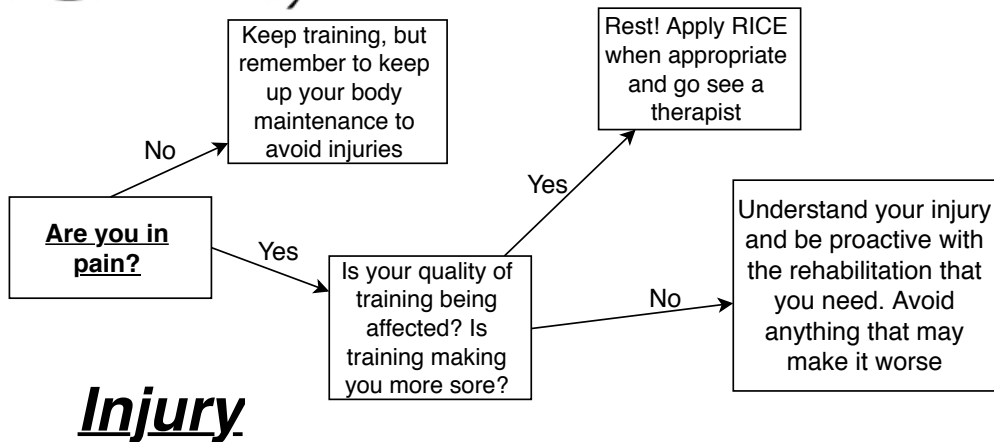 Keep training, but
remember to keep
up your body
maintenance to
avoid injuries
Rest! Apply RICE
when appropriate
and go see a
therapist
No
Yes
Are you in
pain?
Yes
Is your quality of
training being
affected? Is
training making
you more sore?
No
Understand your injury
and be proactive with
the rehabilitation that
you need. Avoid
anything that may
make it worse
Injury